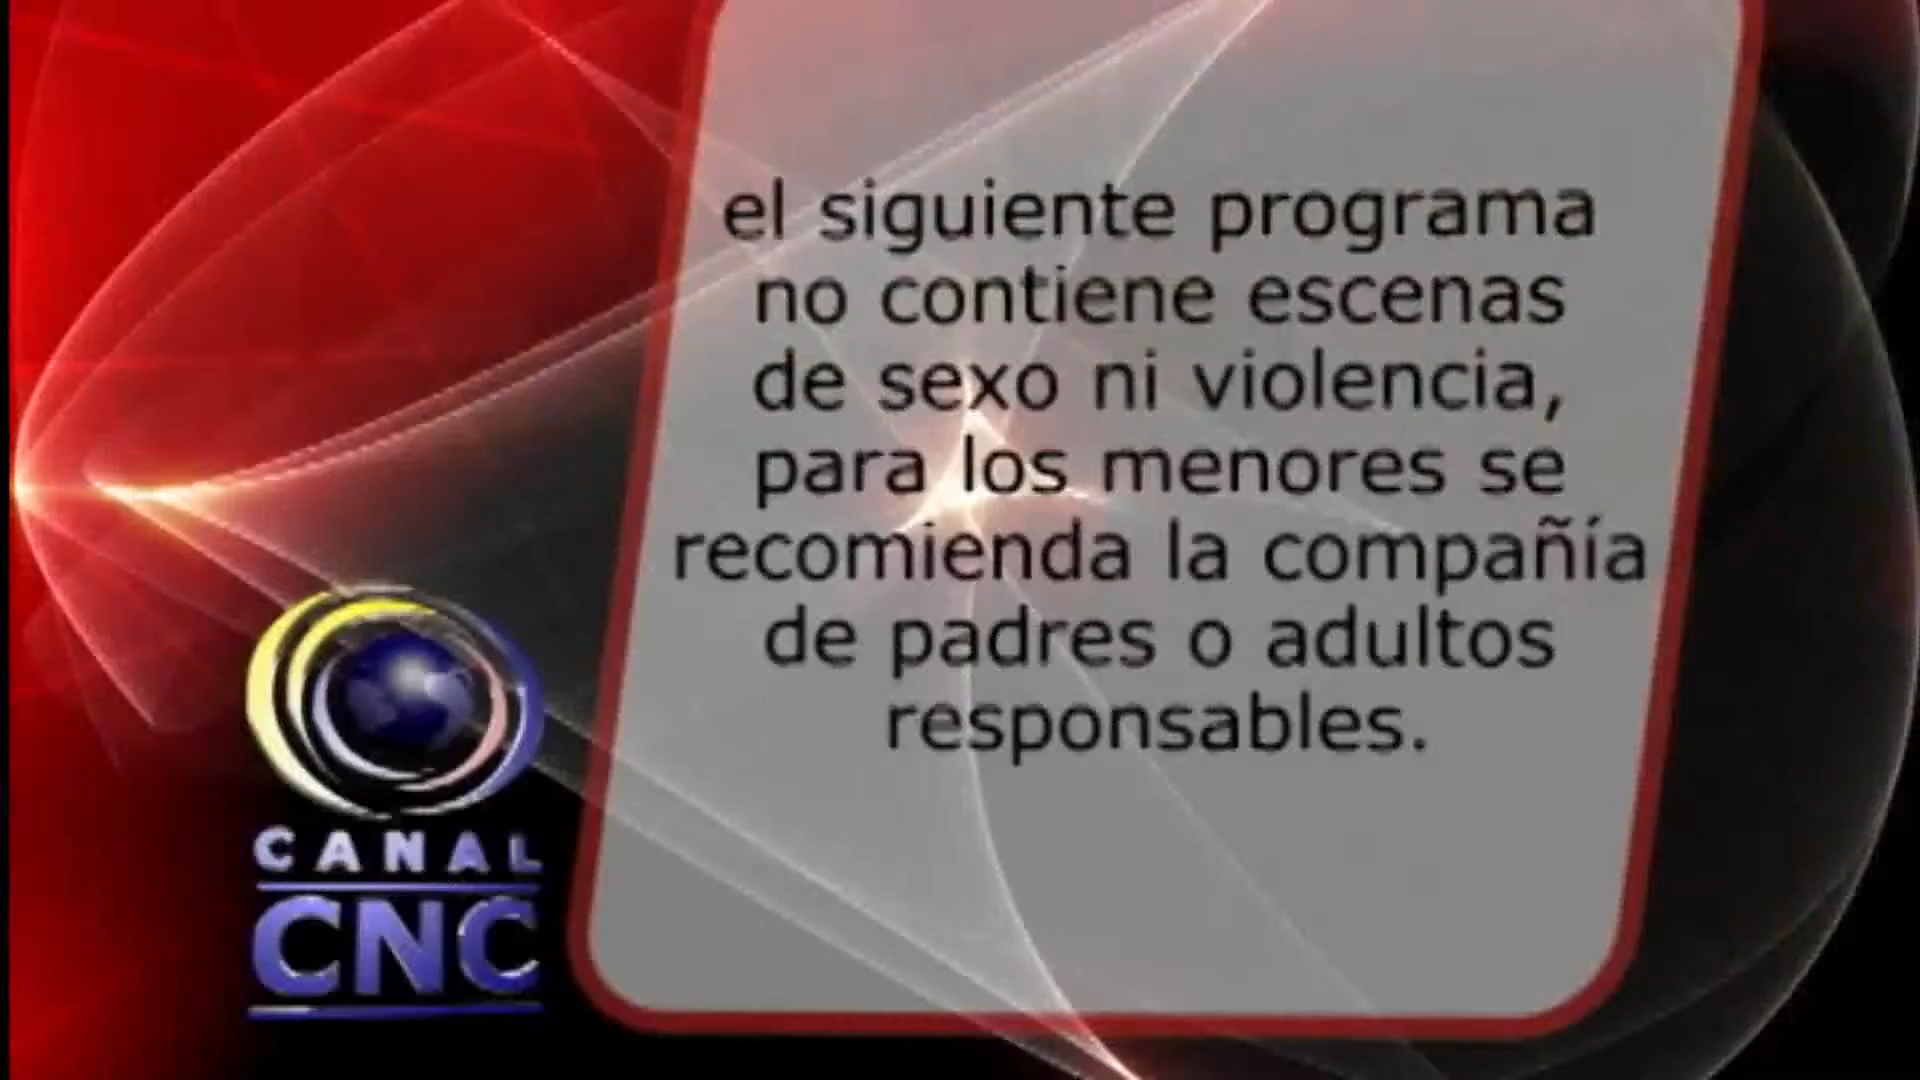 el siguiente programa
no contiene escenas
de sexo ni violencia,
para los menores se
recomienda la compañía
de padres o adultos
responsables.
CANAL
CNC